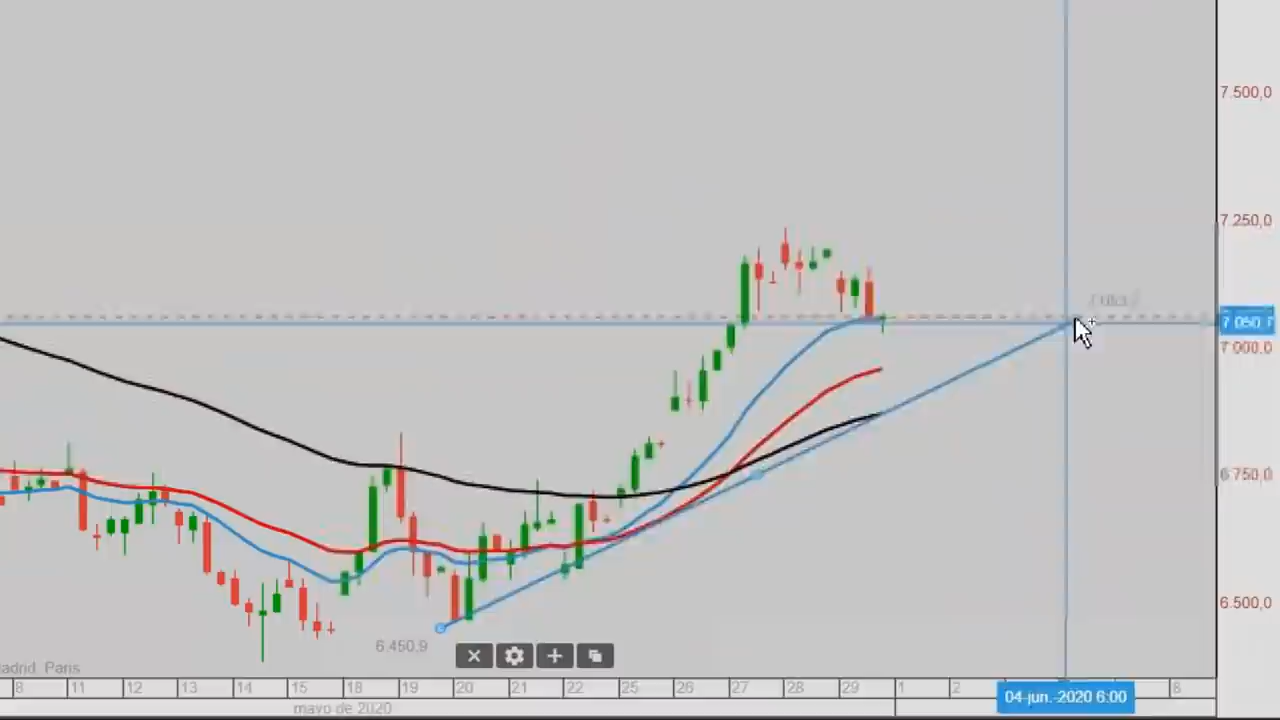 7.500,0
7.250,0
7 050 7
7.000,0
6.750,0
6.500,0
6.450,9
Paris
8 11 12 13 14 15 18 19 20 21 22 25 26 27 28 29 1 2 8
04-jun.-2020 6:00
mayo de 2020